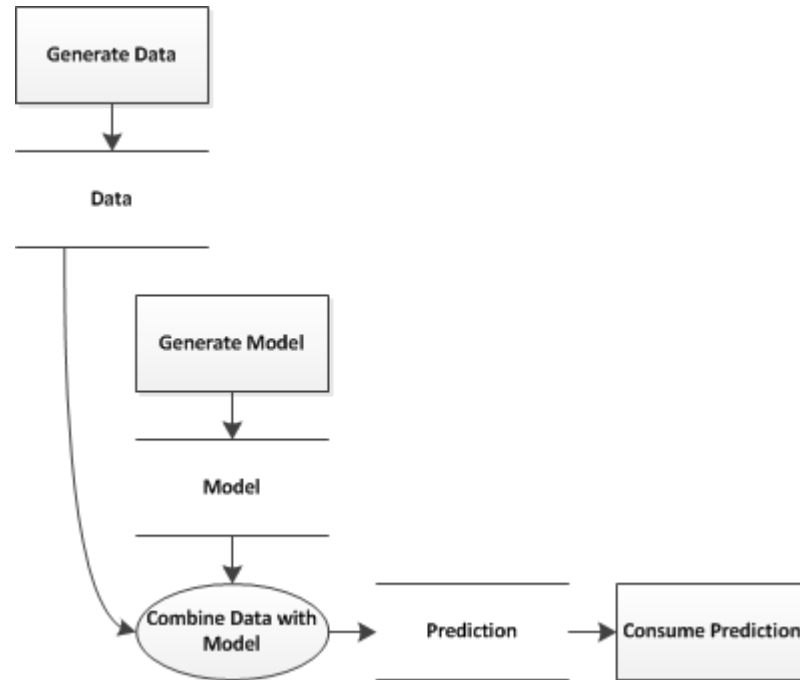 Generate Data
Data
Generate Model
Model
Combine Data with
Model
Prediction
Consume Prediction